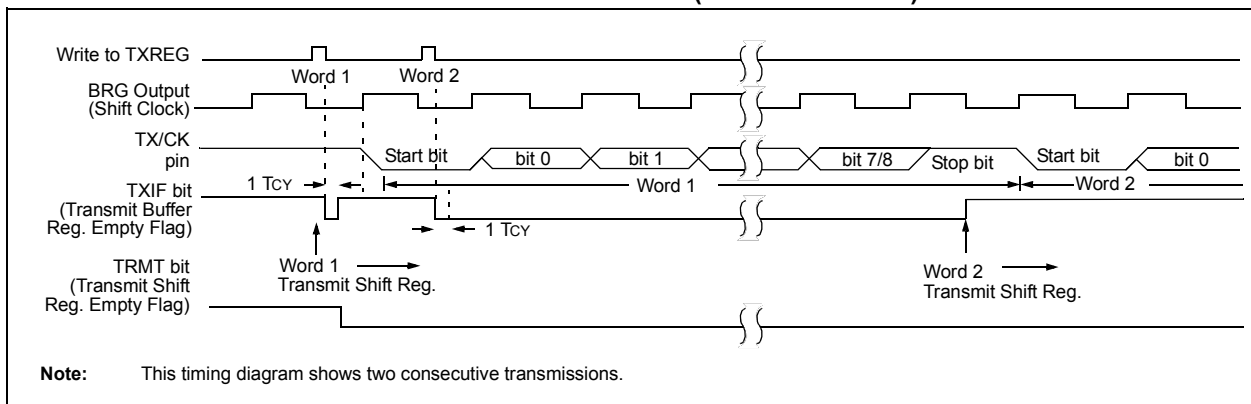 Write to TXREG
Word 1
Word 2
BRG Output
(Shift Clock)
TX/CK
pin
Start bit
bit 0
bit 1
bit 7/8
Stop bit
Start bit
bit 0
1 TCY
Word 1
Word 2
TXIF bit
(Transmit Buffer
Reg. Empty Flag)
1 TCY
Word 1
Transmit Shift Reg.
Word 2
Transmit Shift Reg.
TRMT bit
(Transmit Shift
Reg. Empty Flag)
Note: This timing diagram shows two consecutive transmissions.